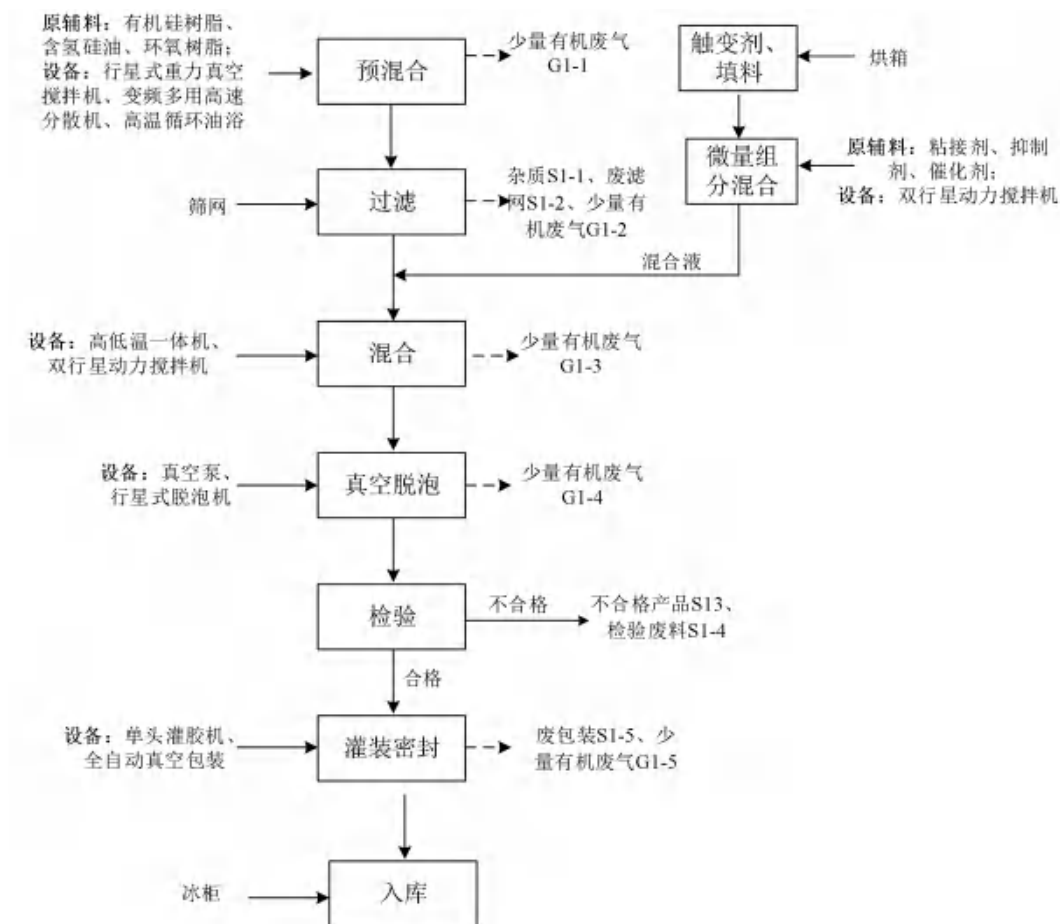 原辅料：有机硅树脂、
含氢硅油、环氧树脂；
设备：行星式重力真空
搅拌机、变频多用高速
分散机、高温循环油浴
预混合
少量有机废气
G1-1
触变剂、
填料
烘箱
微量组
分混合
原辅料：粘接剂、抑制
剂、催化剂；
设备：双行星动力搅拌机
筛网
过滤
杂质S1-1、废滤
网S1-2、少量有
机废气G1-2
混合液
设备：高低温一体机、
双行星动力搅拌机
混合
少量有机废气
G1-3
设备：真空泵、
行星式脱泡机
真空脱泡
少量有机废气
G1-4
检验
不合格
不合格产品S13、
检验废料S1-4
合格
设备：单头灌胶机、
全自动真空包装
灌装密封
废包装S1-5、少
量有机废气G1-5
冰柜
入库